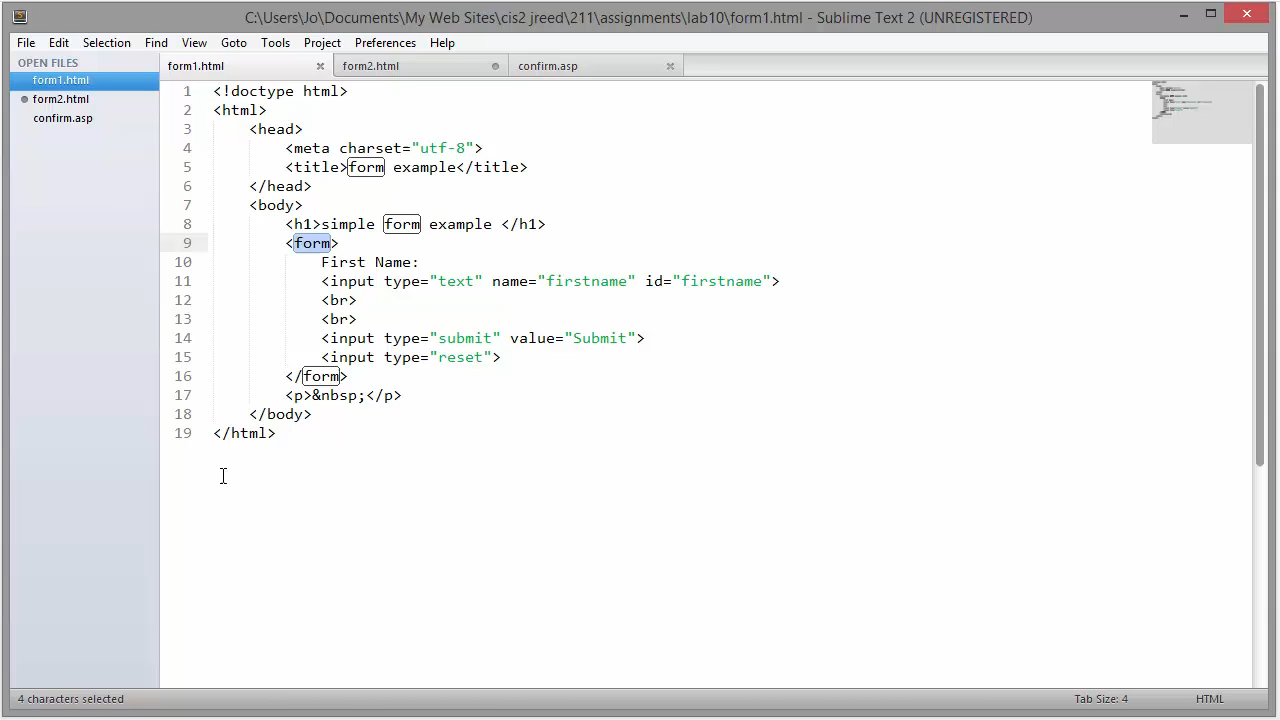 C:\Users\Jo\Documents\My Web Sites\cis2 jreed\211\assignments\lab10\form1.html - Sublime Text 2 (UNREGISTERED)
File Edit Selection Find View Goto Tools Project Preferences Help
OPEN FILES
form1.html
form2.html
confirm.asp
form1.html form2.html confirm.asp
1 <!doctype html>
2 <html>
3 <head>
4 <meta charset="utf-8">
5 <title>form example</title>
6 </head>
7 <body>
8 <h1>simple form example </h1>
9 <form>
10 First Name:
11 <input type="text" name="firstname" id="firstname">
12 <br>
13 <br>
14 <input type="submit" value="Submit">
15 <input type="reset">
16 </form>
17 <p>&nbsp;</p>
18 </body>
19 </html>
4 characters selected Tab Size: 4 HTML